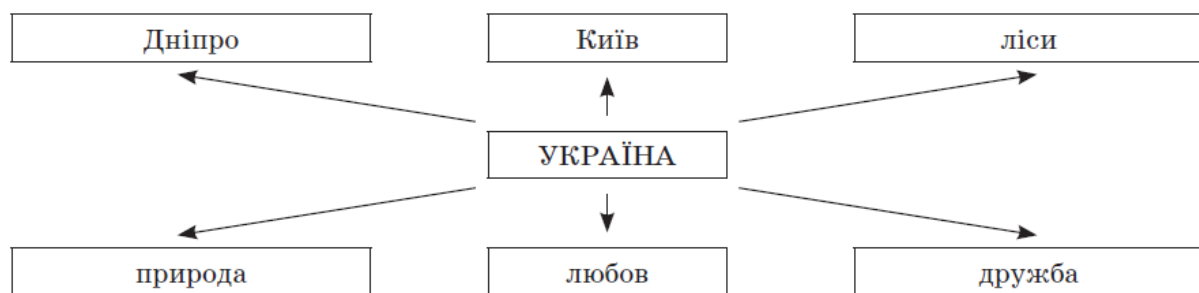 Дніпро
Київ
ліси
УКРАЇНА
природа
любов
дружба